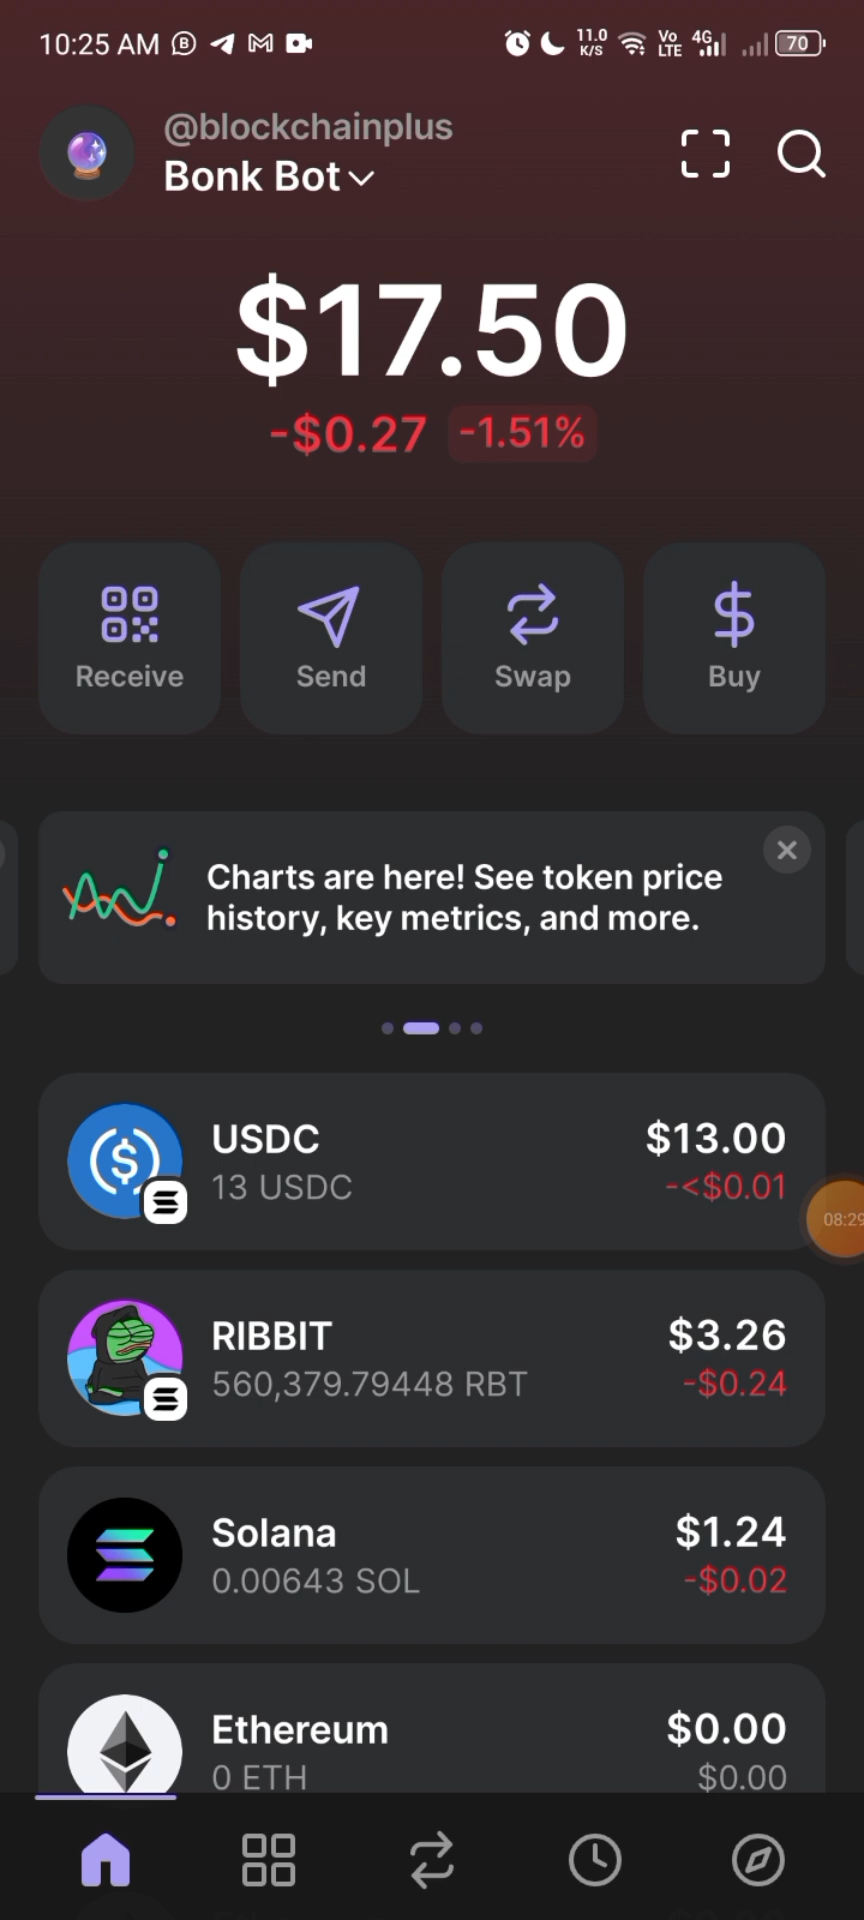 10:25 AM
11.0 K/S
Vo LTE
4G
70
@blockchainplus
Bonk Bot
$17.50
-$0.27 -1.51%
Receive Send Swap Buy
Charts are here! See token price
history, key metrics, and more.
USDC $13.00
13 USDC -<$0.01
08:29
RIBBIT $3.26
560,379.79448 RBT -$0.24
Solana $1.24
0.00643 SOL -$0.02
Ethereum $0.00
0 ETH $0.00